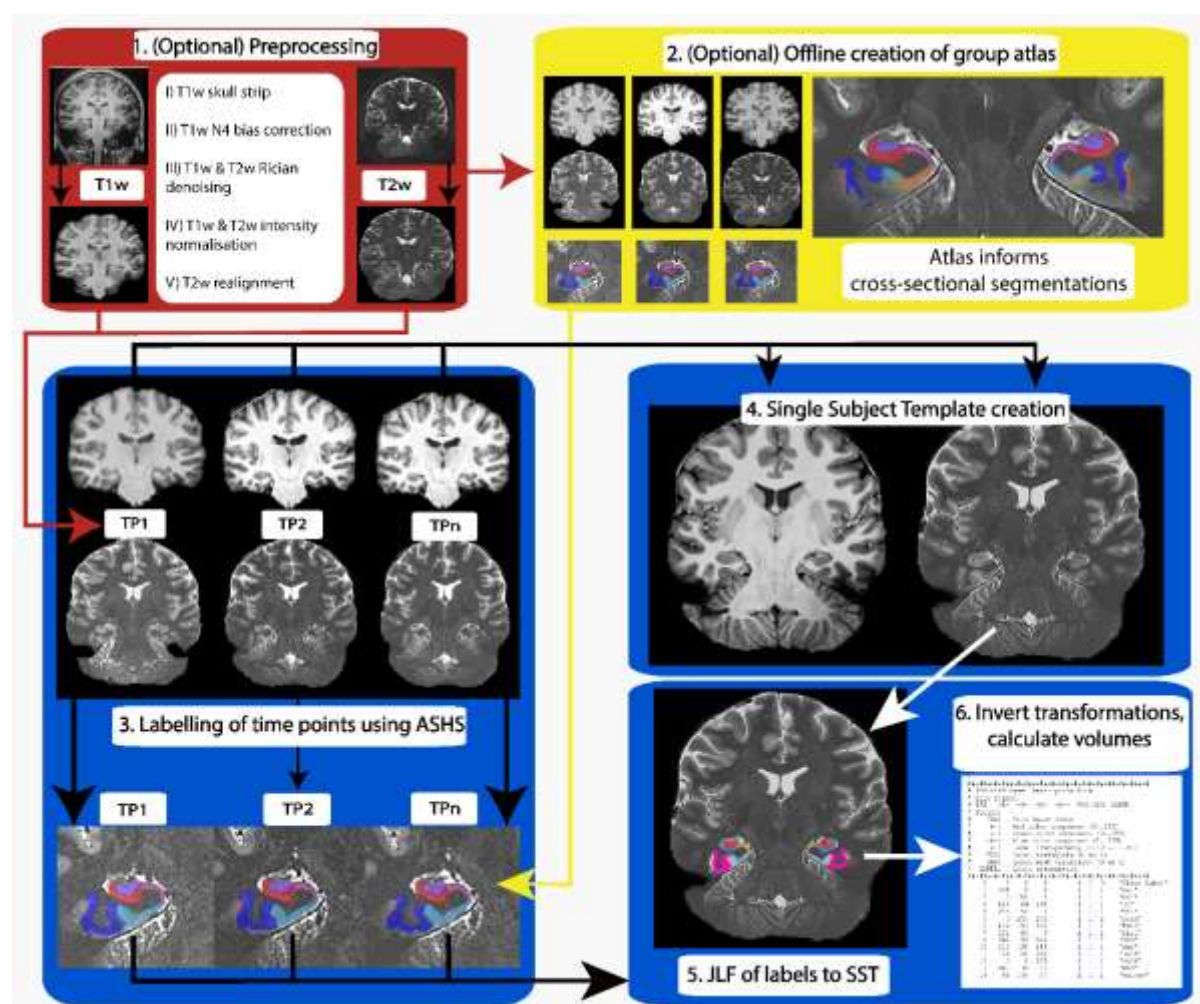 1. (Optional) Preprocessing
I) T1w skull strip
II) T1w N4 bias correction
III) T1w & T2w Rician
denoising
IV) T1w & T2w intensity
normalisation
V) T2w realignment
T1w
T2w
2. (Optional) Offline creation of group atlas
Atlas informs
cross-sectional segmentations
TP1
TP2
TPn
3. Labelling of time points using ASHS
TP1
TP2
TPn
4. Single Subject Template creation
5. JLF of labels to SST
6. Invert transformations,
calculate volumes